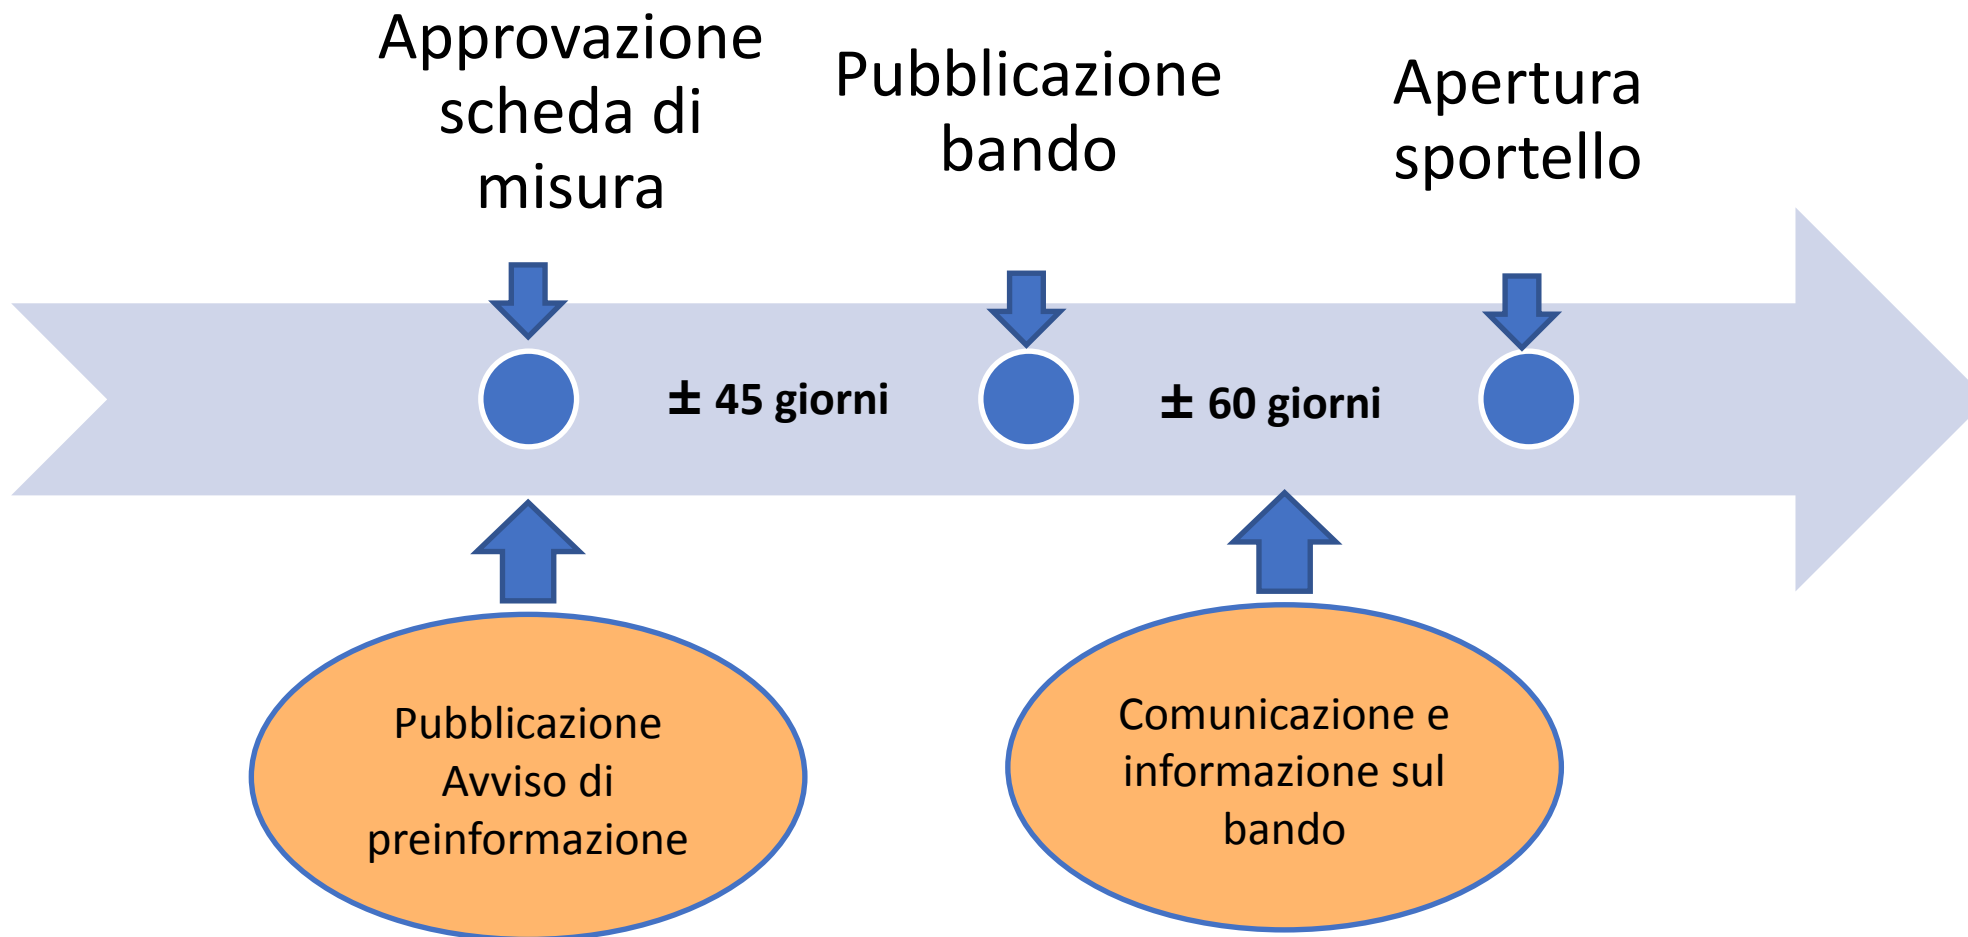 Approvazione
scheda di
misura
Pubblicazione
bando
Apertura
sportello
± 45 giorni
± 60 giorni
Pubblicazione
Avviso di
preinformazione
Comunicazione e
informazione sul
bando